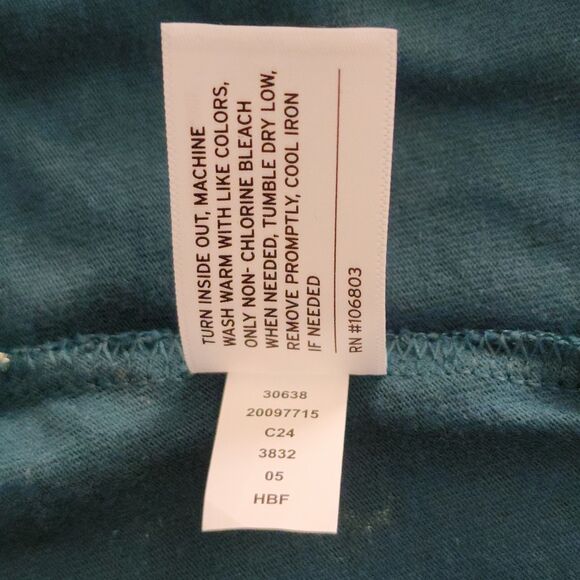 TURN INSIDE OUT, MACHINE
WASH WARM WITH LIKE COLORS,
ONLY NON- CHLORINE BLEACH
WHEN NEEDED, TUMBLE DRY LOW,
REMOVE PROMPTLY, COOL IRON
IF NEEDED
RN #106803
30638
20097715
C24
3832
05
HBF